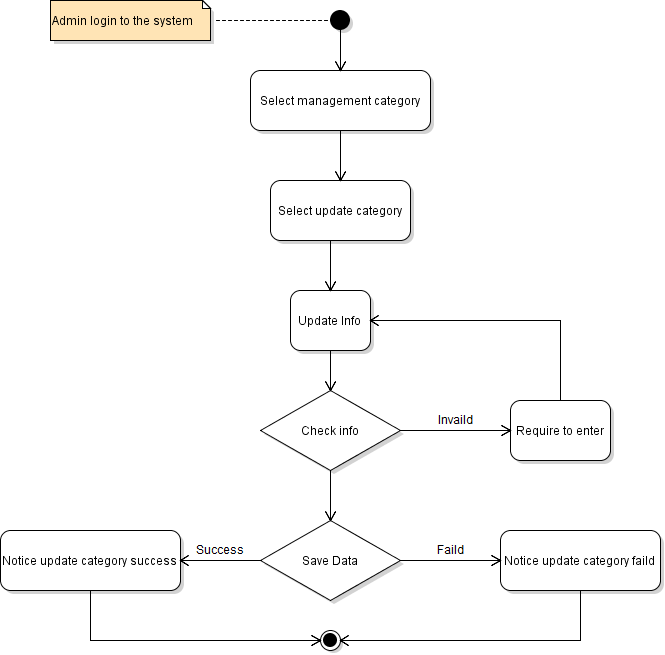 Admin login to the system
Select management category
Select update category
Update Info
Check info
Invaild
Require to enter
Save Data
Success
Faild
Notice update category success
Notice update category faild